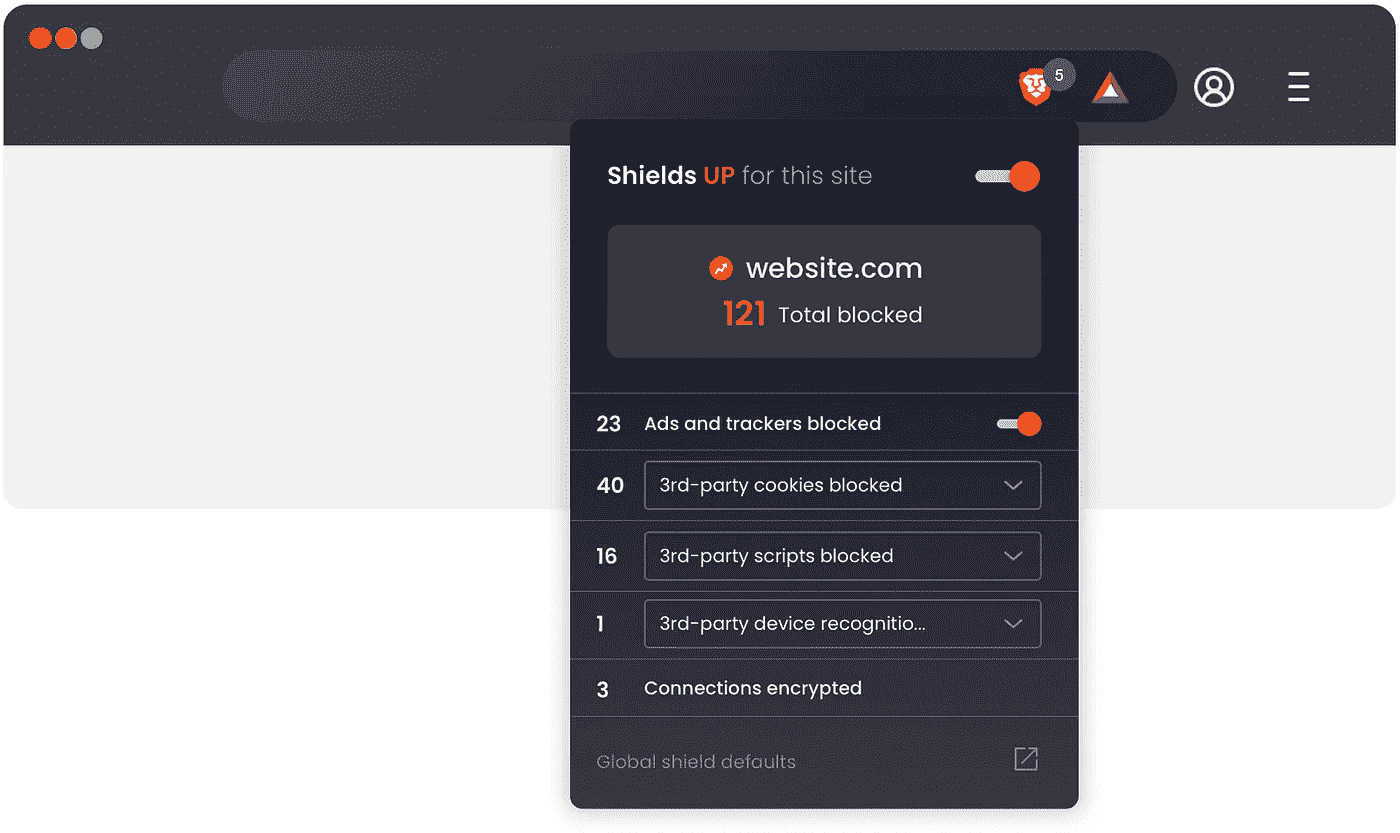 5
Shields UP for this site
website.com
121 Total blocked
23 Ads and trackers blocked
40 3rd-party cookies blocked
16 3rd-party scripts blocked
1 3rd-party device recognitio...
3 Connections encrypted
Global shield defaults